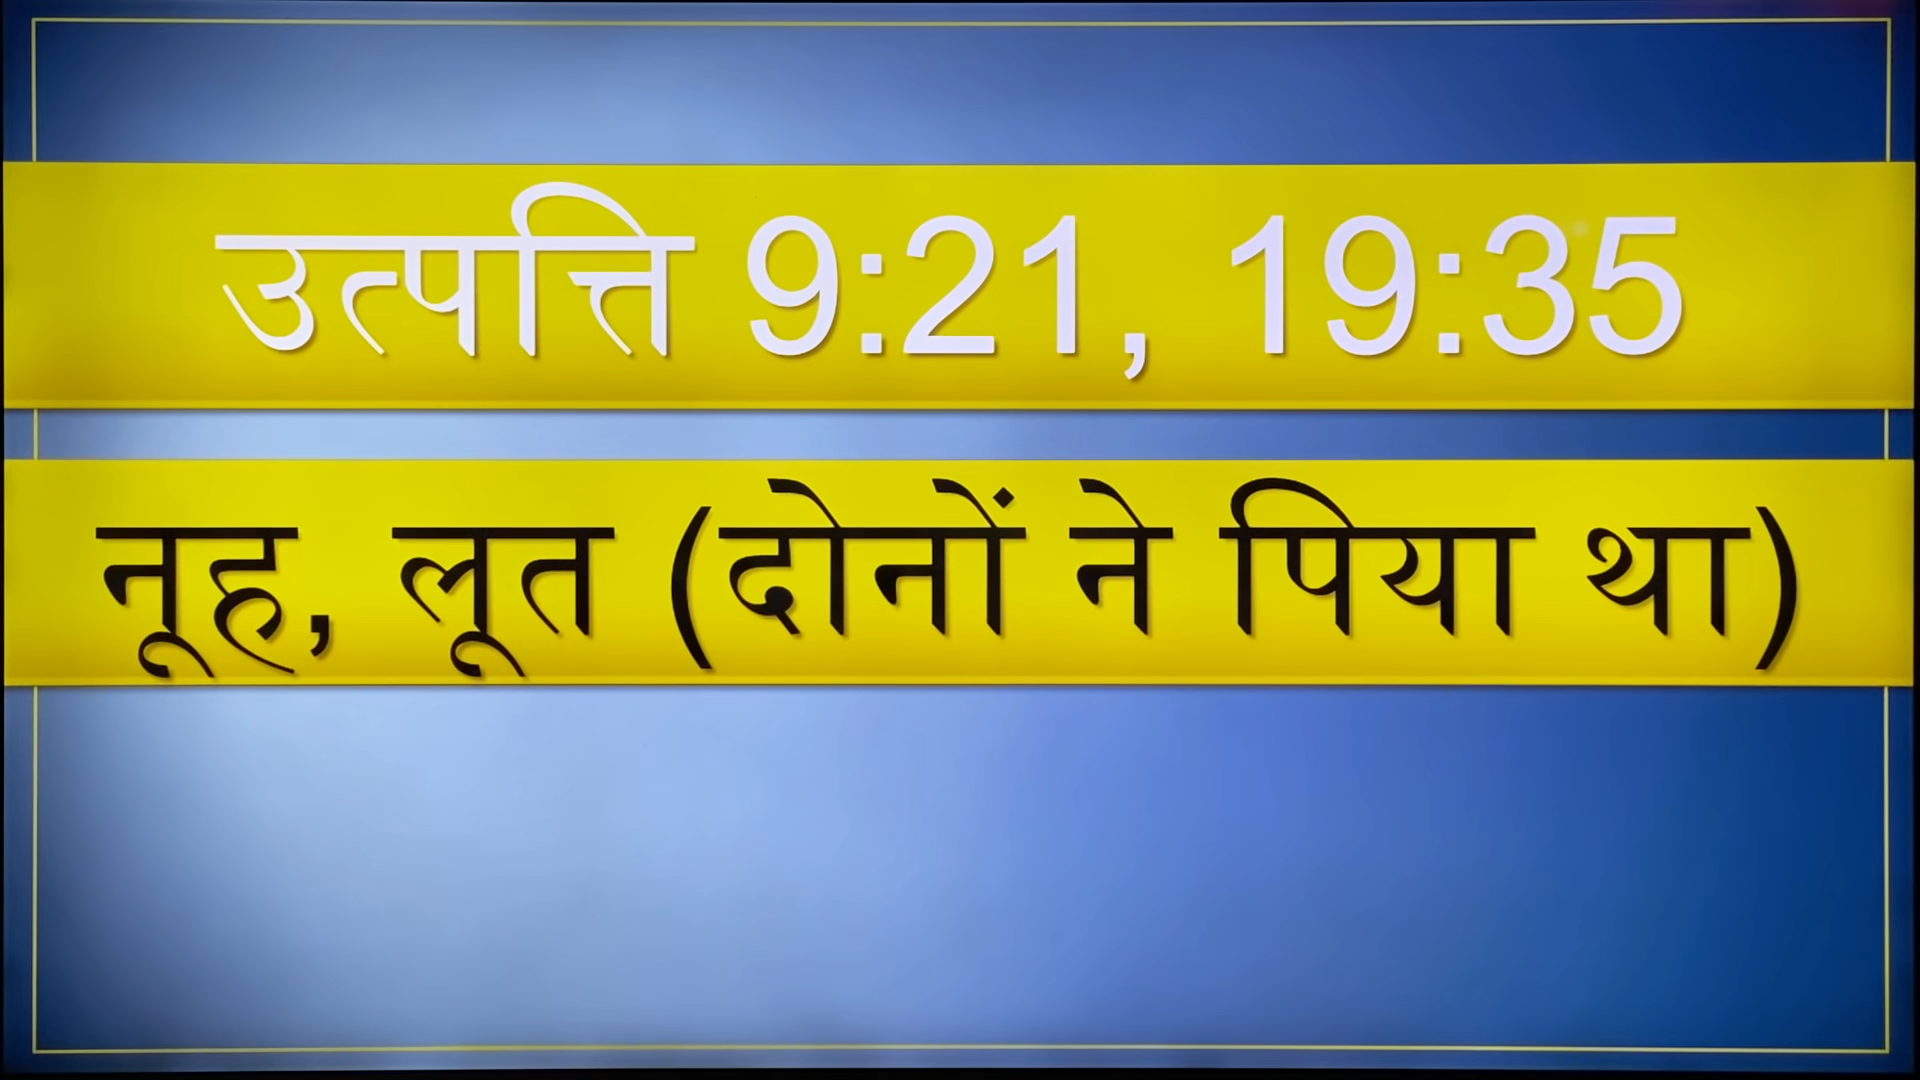 उत्पत्ति 9:21, 19:35
नूह, लूत (दोनों ने पिया था)